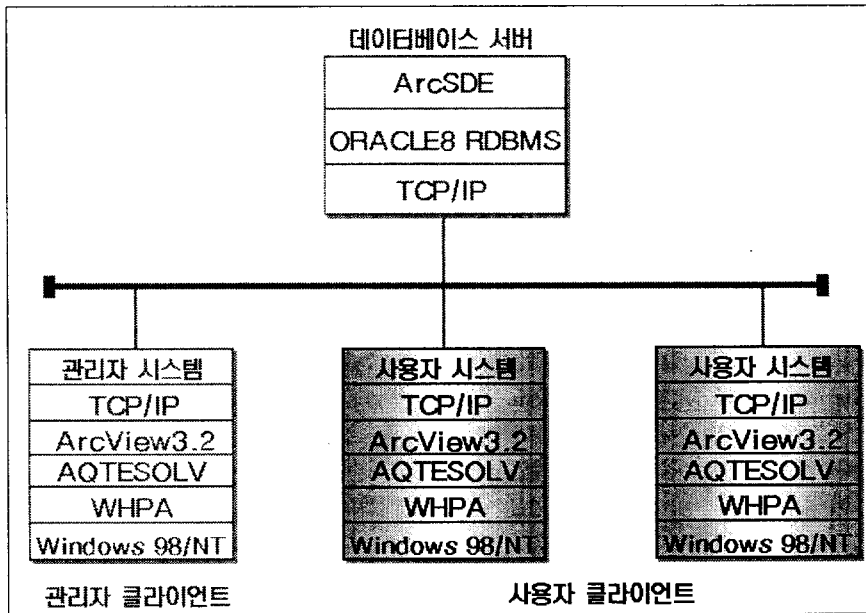 데이터베이스 서버
ArcSDE
ORACLE8 RDBMS
TCP/IP
관리자 시스템
TCP/IP
ArcView3.2
AQTESOLV
WHPA
Windows 98/NT
사용자 시스템
TCP/IP
ArcView3.2
AQTESOLV
WHPA
Windows 98/NT
사용자 시스템
TCP/IP
ArcView3.2
AQTESOLV
WHPA
Windows 98/NT
관리자 클라이언트
사용자 클라이언트